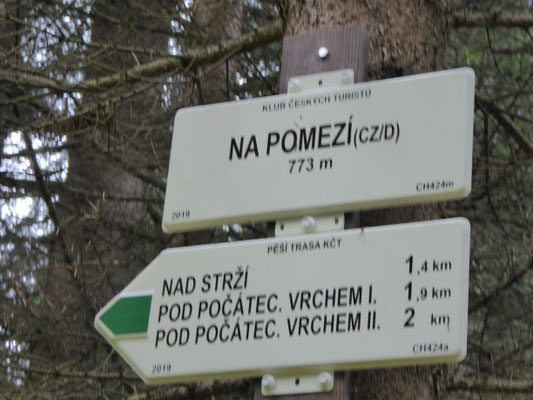 KLUB ČESKÝCH TURISTŮ
NA POMEZÍ (CZ/D)
773 m
2019 CH424m
PĚŠÍ TRASA KČT
NAD STRŽÍ 1,4 km
POD POČÁTEC. VRCHEM I. 1,9 km
POD POČÁTEC. VRCHEM II. 2 km
2019 CH424a